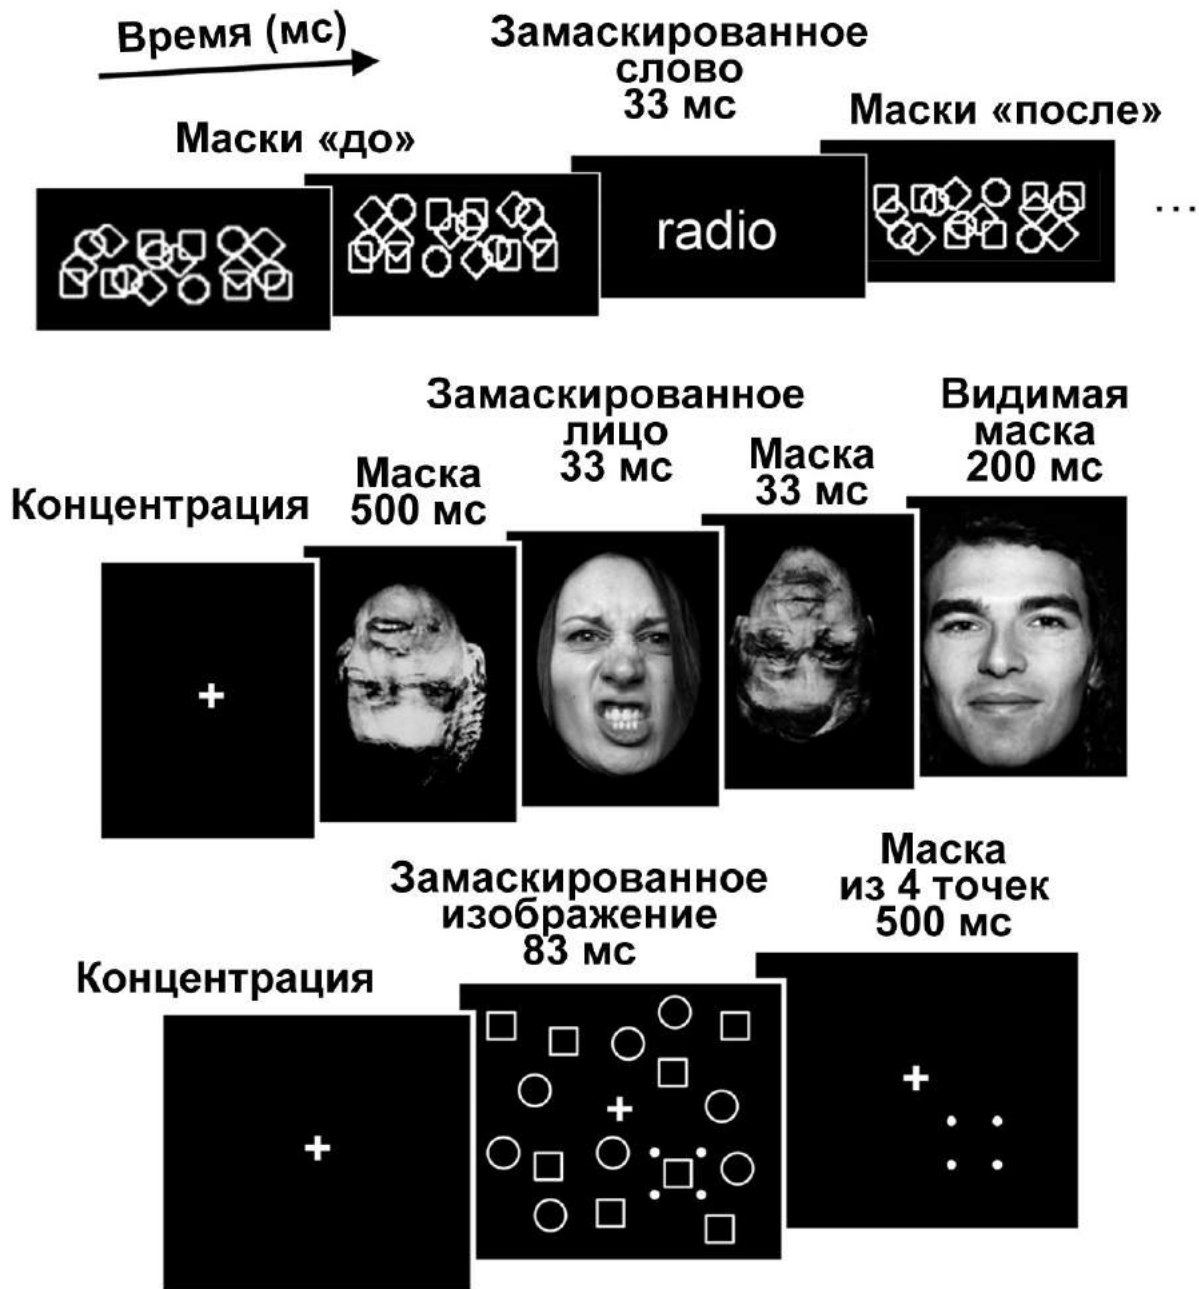 Время (мс)
Замаскированное
слово
33 мс
Маски «до»
Маски «после»
radio
...
Замаскированное
лицо
33 мс
Видимая
маска
200 мс
Маска
500 мс
Маска
33 мс
Концентрация
Маска
из 4 точек
500 мс
Замаскированное
изображение
83 мс
Концентрация